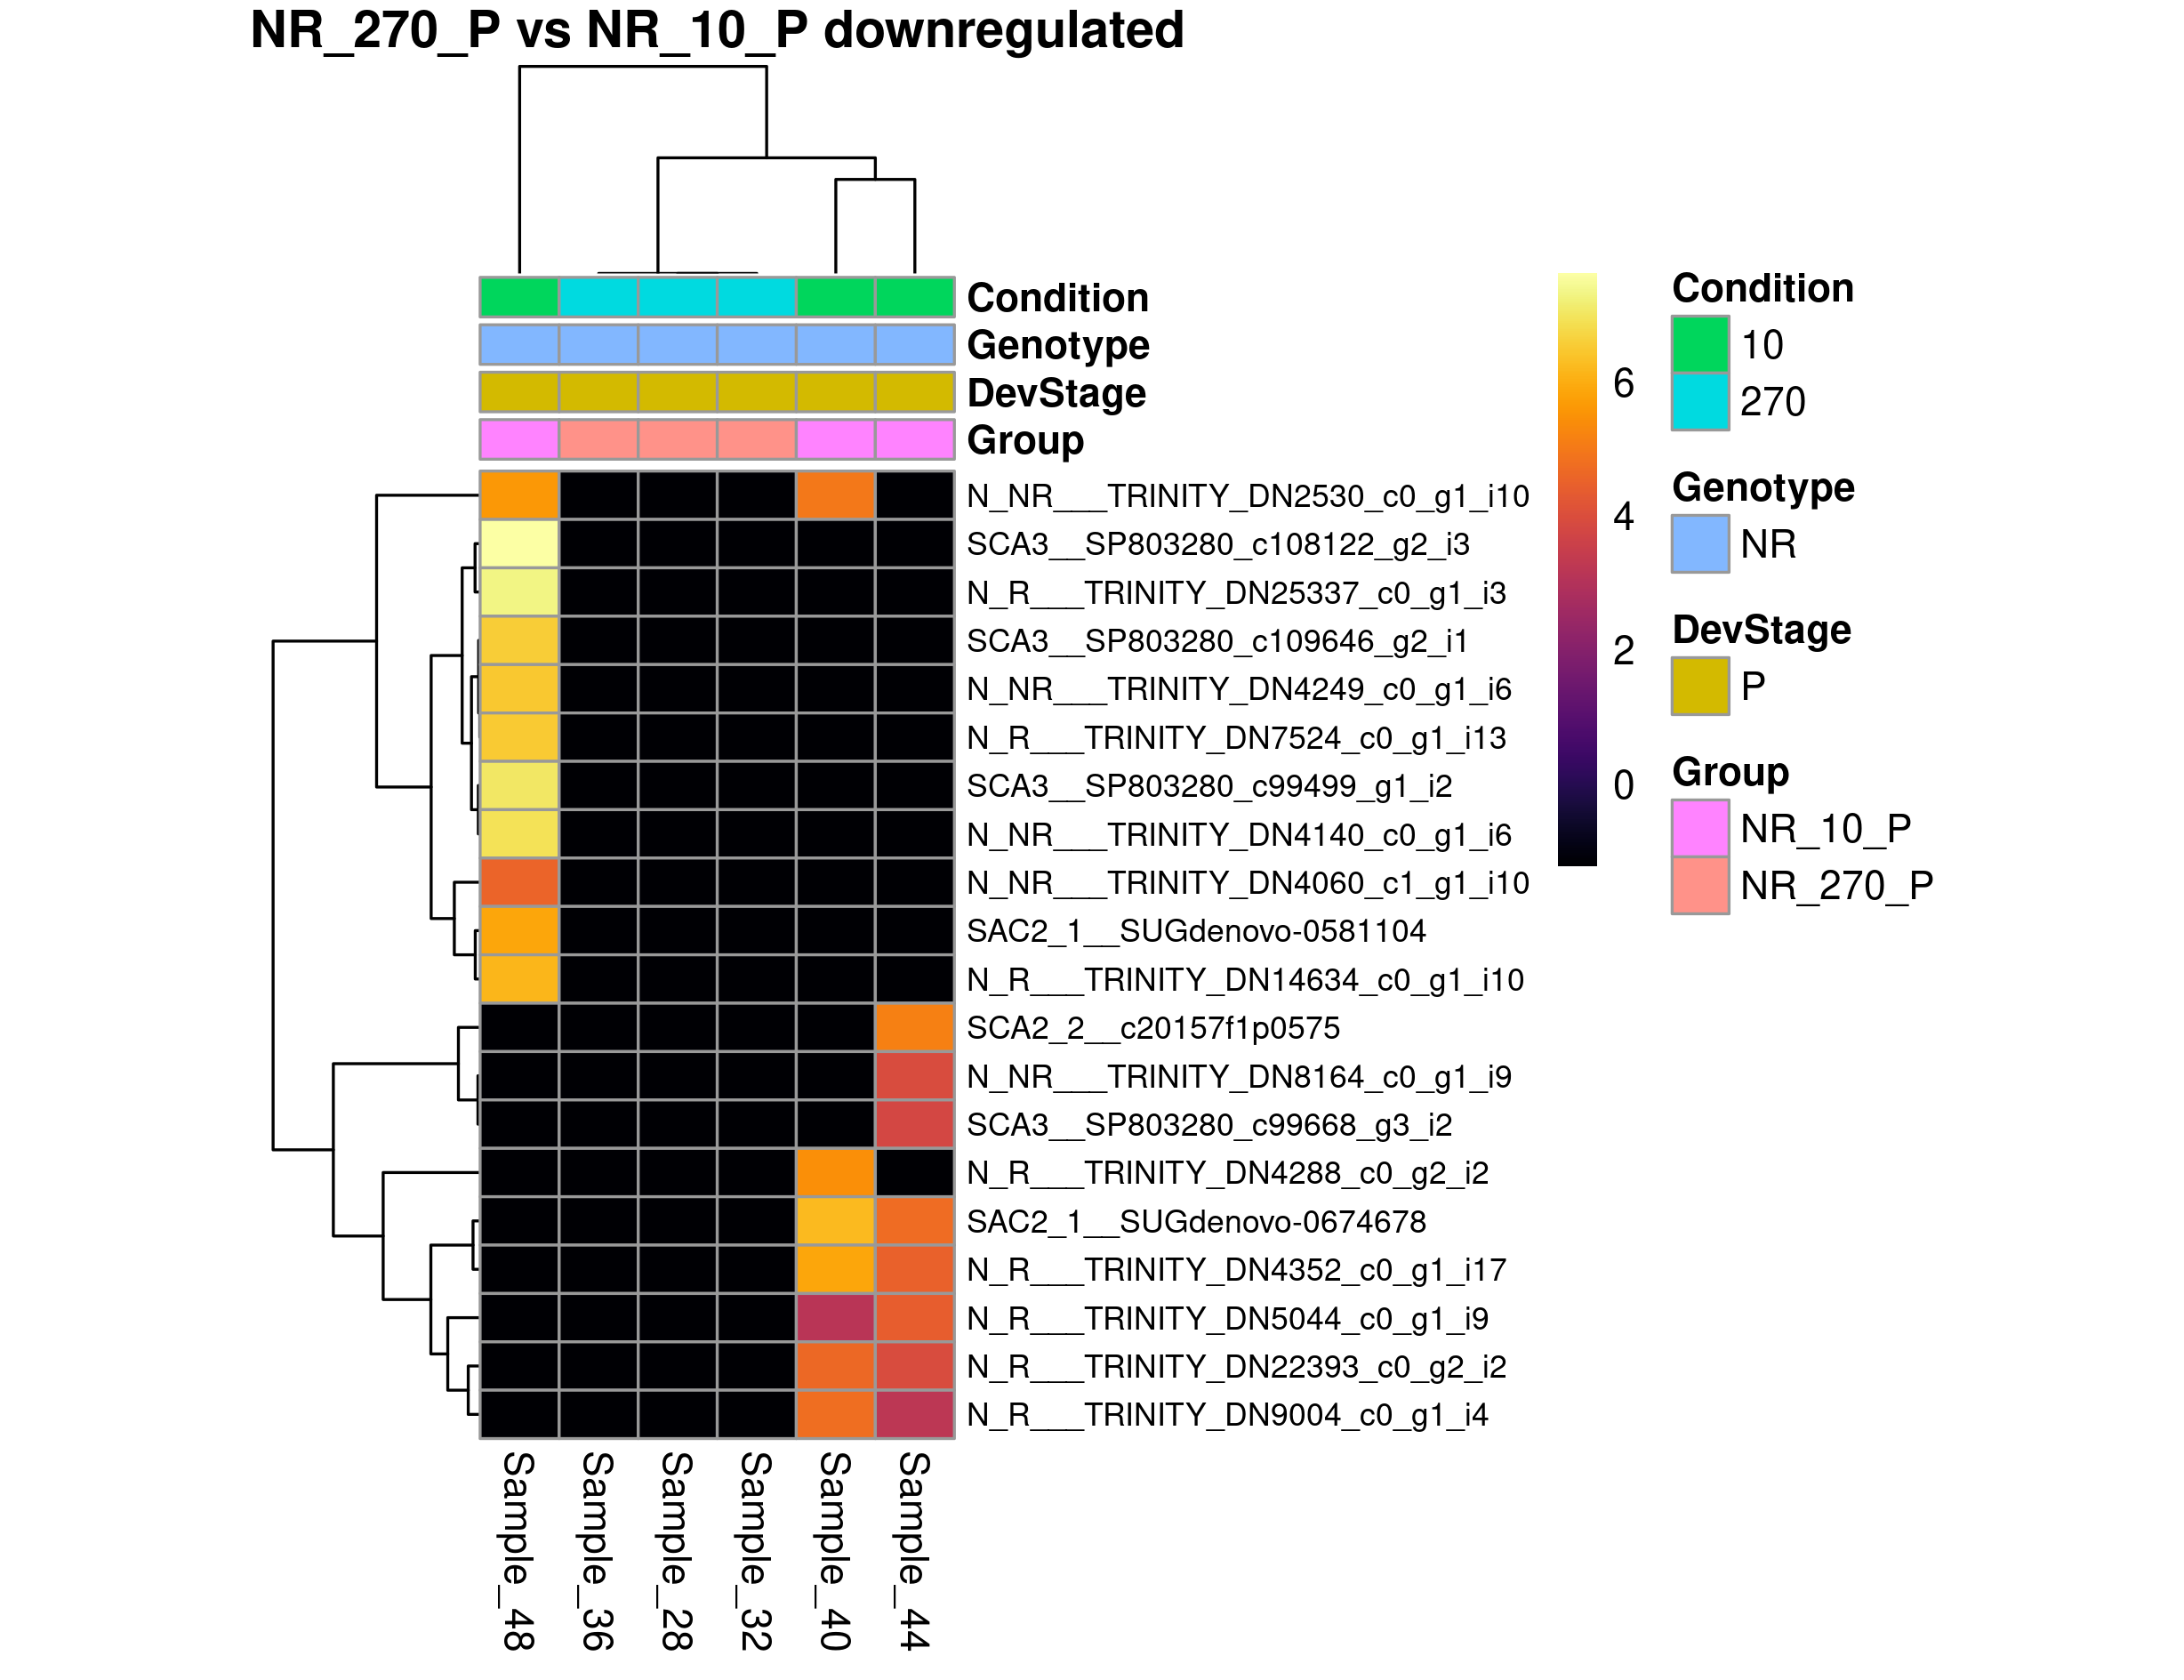 NR_270_P vs NR_10_P downregulated
Condition
Genotype
DevStage
Group
N_NR___TRINITY_DN2530_c0_g1_i10
SCA3__SP803280_c108122_g2_i3
N_R___TRINITY_DN25337_c0_g1_i3
SCA3__SP803280_c109646_g2_i1
N_NR___TRINITY_DN4249_c0_g1_i6
N_R___TRINITY_DN7524_c0_g1_i13
SCA3__SP803280_c99499_g1_i2
N_NR___TRINITY_DN4140_c0_g1_i6
N_NR___TRINITY_DN4060_c1_g1_i10
SAC2_1__SUGdenovo-0581104
N_R___TRINITY_DN14634_c0_g1_i10
SCA2_2__c20157f1p0575
N_NR___TRINITY_DN8164_c0_g1_i9
SCA3__SP803280_c99668_g3_i2
N_R___TRINITY_DN4288_c0_g2_i2
SAC2_1__SUGdenovo-0674678
N_R___TRINITY_DN4352_c0_g1_i17
N_R___TRINITY_DN5044_c0_g1_i9
N_R___TRINITY_DN22393_c0_g2_i2
N_R___TRINITY_DN9004_c0_g1_i4
Sample_48
Sample_36
Sample_28
Sample_32
Sample_40
Sample_44
6
4
2
0
Condition
10
270
Genotype
NR
DevStage
P
Group
NR_10_P
NR_270_P